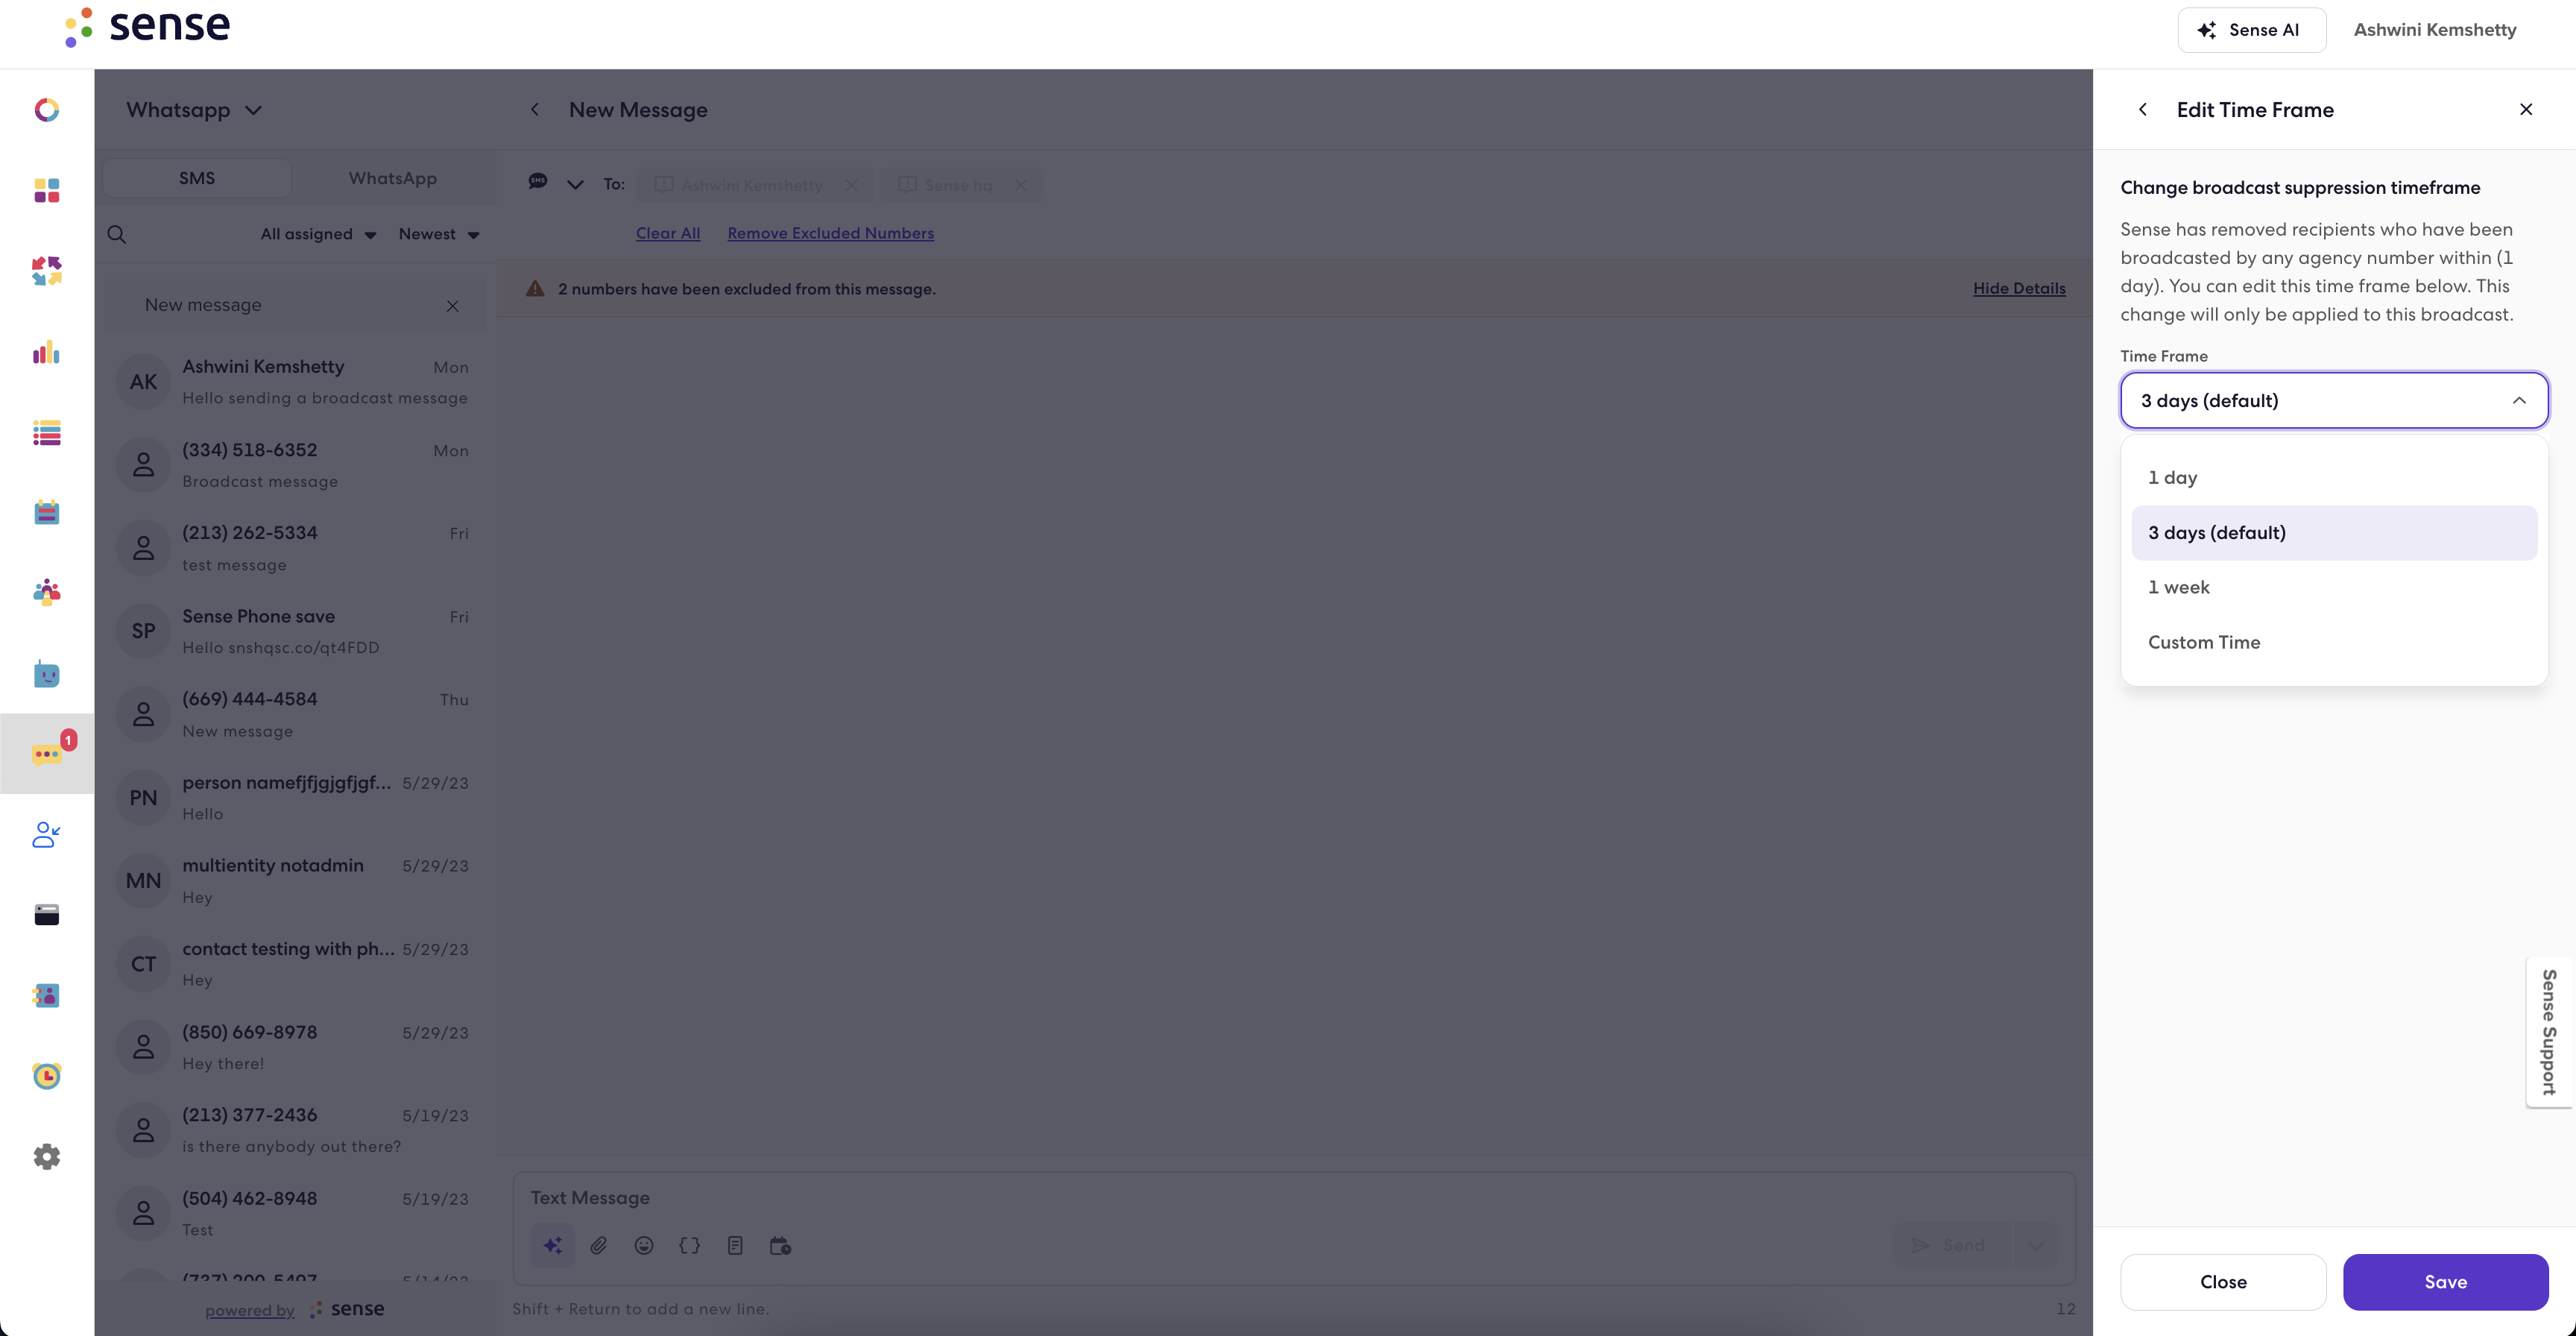 sense
Sense AI
Ashwini Kemshetty
Whatsapp
SMS
WhatsApp
All assigned
Newest
New message
AK
Ashwini Kemshetty
Mon
Hello sending a broadcast message
(334) 518-6352
Mon
Broadcast message
(213) 262-5334
Fri
test message
SP
Sense Phone save
Fri
Hello snshqsc.co/qt4FDD
(669) 444-4584
Thu
New message
PN
person namefjfjgjgfjgf...
5/29/23
Hello
MN
multientity notadmin
5/29/23
Hey
CT
contact testing with ph...
5/29/23
Hey
(850) 669-8978
5/29/23
Hey there!
(213) 377-2436
5/19/23
is there anybody out there?
(504) 462-8948
5/19/23
Test
powered by
sense
1
New Message
SMS
To:
Ashwini Kemshetty
Sense hq
Clear All
Remove Excluded Numbers
2 numbers have been excluded from this message.
Hide Details
Text Message
Send
Shift + Return to add a new line.
12
Edit Time Frame
Change broadcast suppression timeframe
Sense has removed recipients who have been
broadcasted by any agency number within (1
day). You can edit this time frame below. This
change will only be applied to this broadcast.
Time Frame
3 days (default)
1 day
3 days (default)
1 week
Custom Time
Sense Support
Close
Save